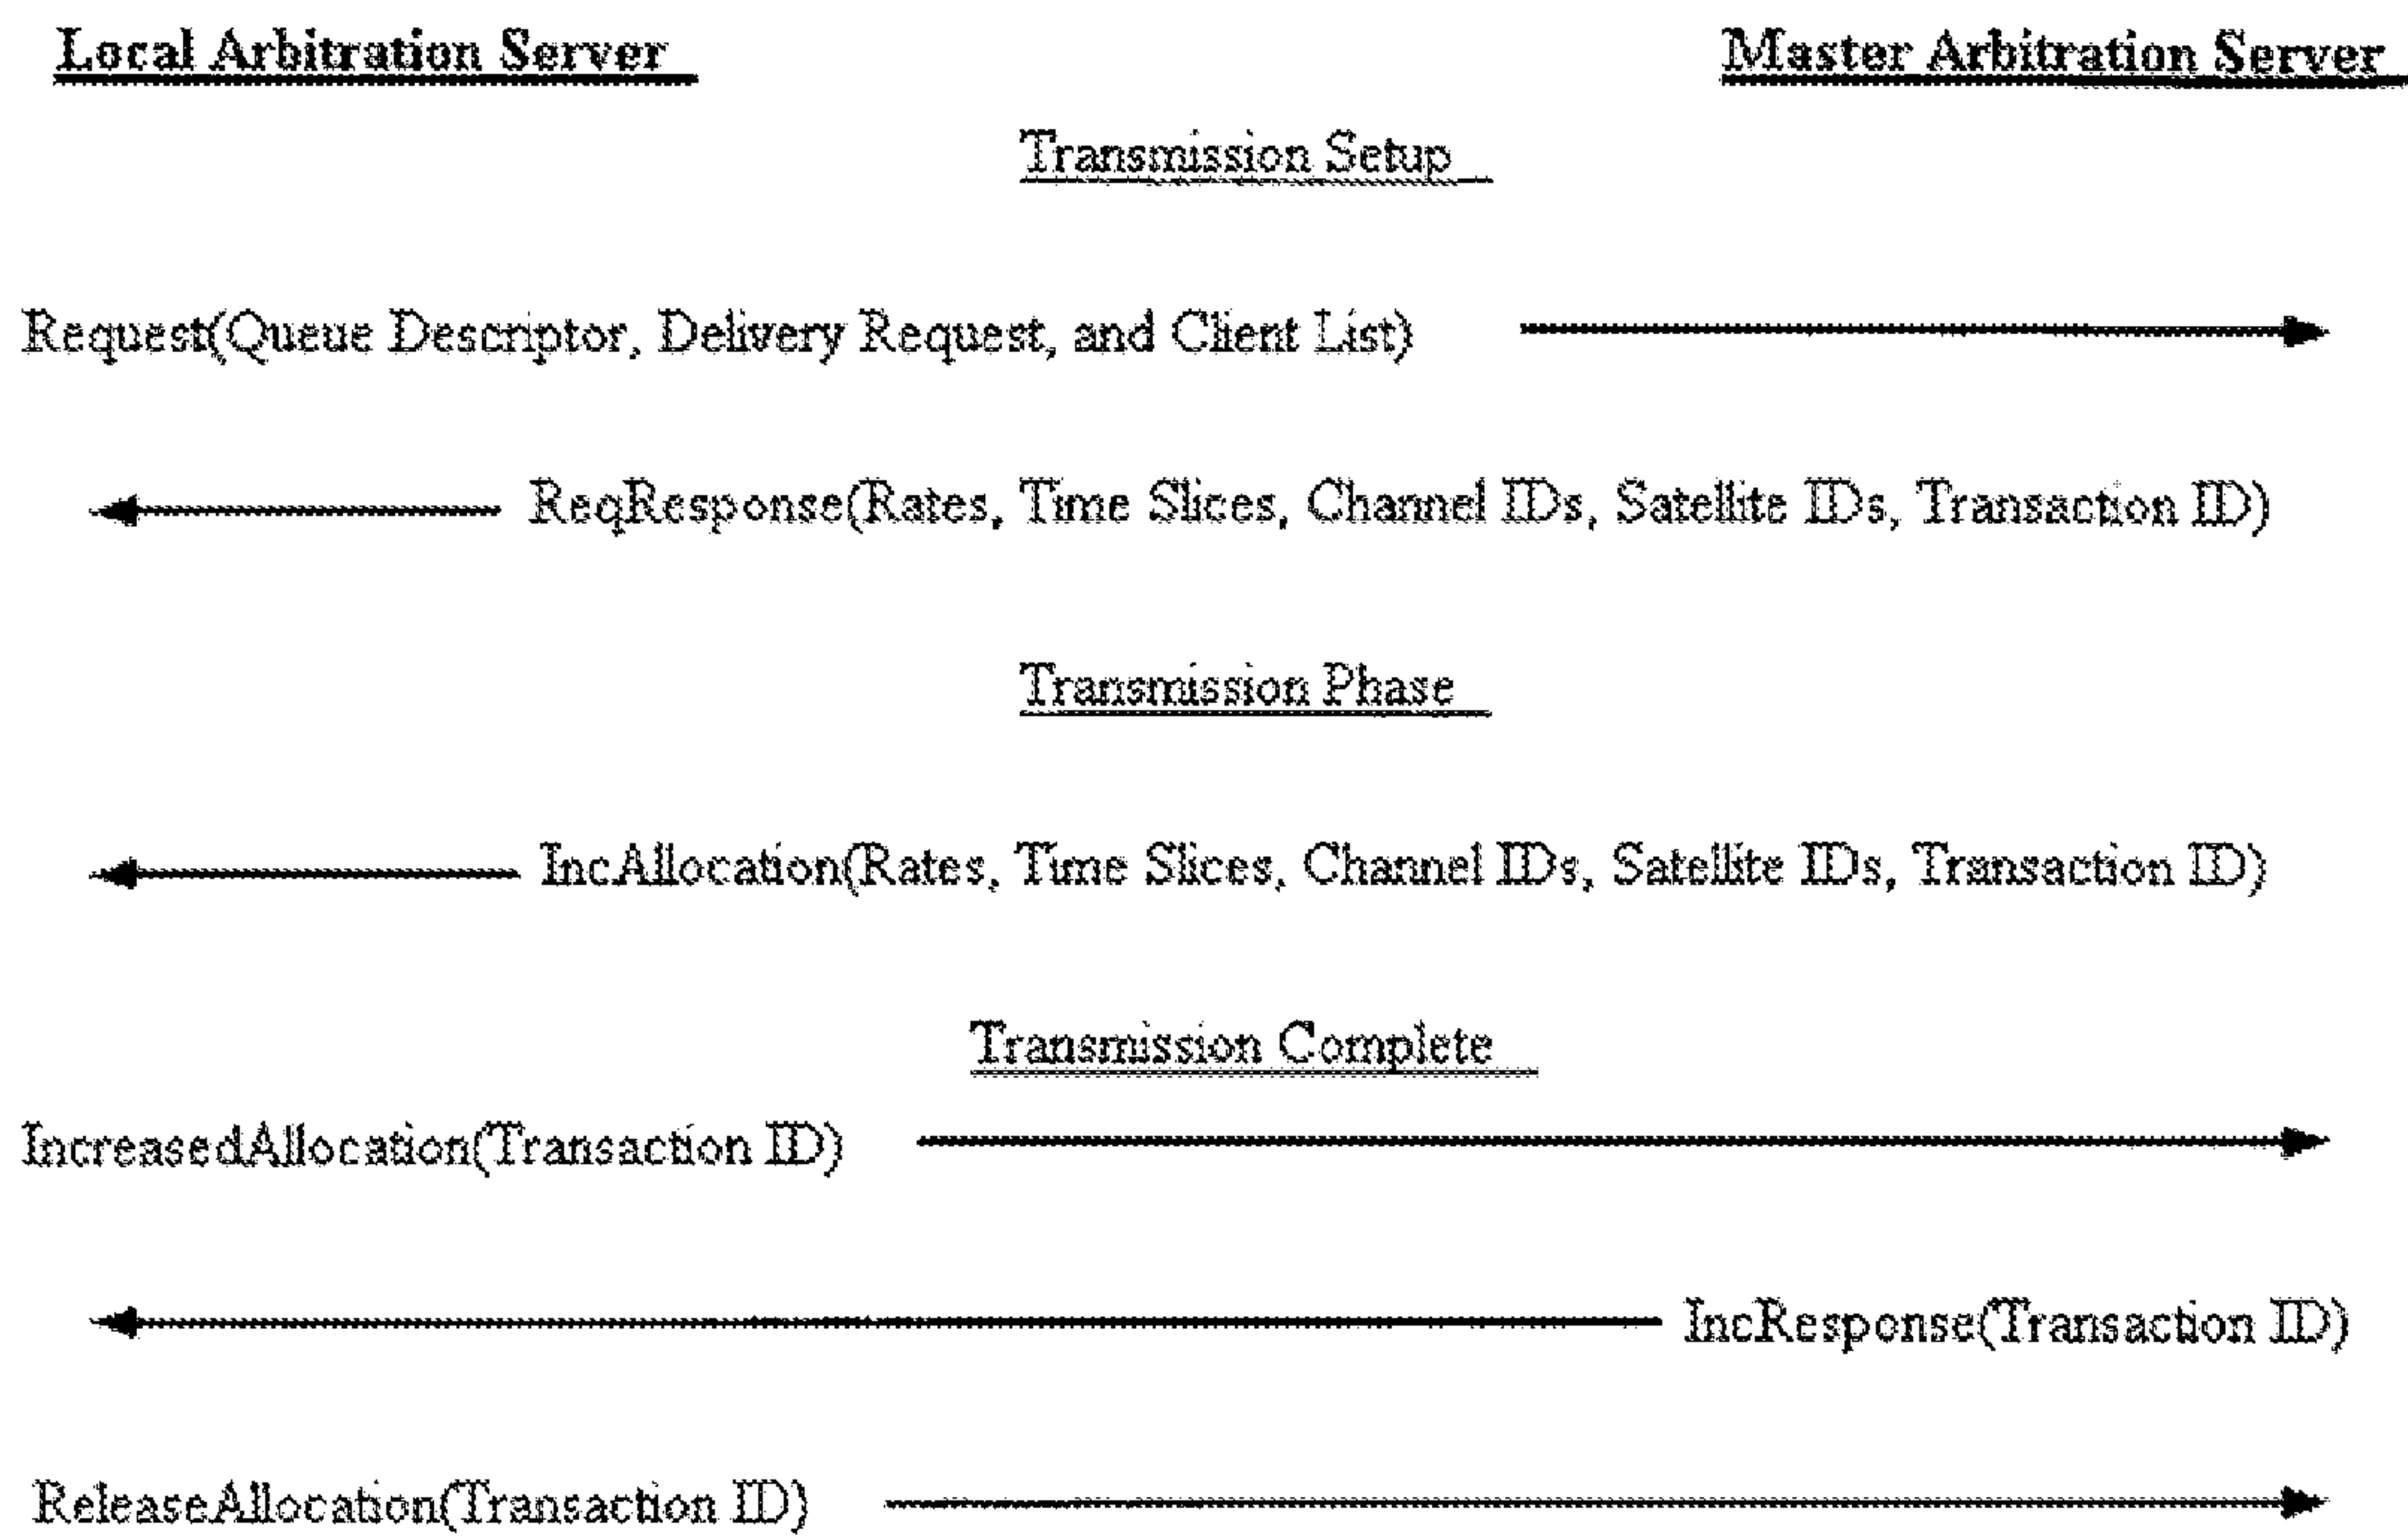 Local Arbitration Server
Master Arbitration Server
Transmission Setup
Request(Queue Descriptor, Delivery Request, and Client List)
ReqResponse(Rates, Time Slices, Channel IDs, Satellite IDs, Transaction ID)
Transmission Phase
IncAllocation(Rates, Time Slices, Channel IDs, Satellite IDs, Transaction ID)
Transmission Complete
IncreasedAllocation(Transaction ID)
IncResponse(Transaction ID)
ReleaseAllocation(Transaction ID)